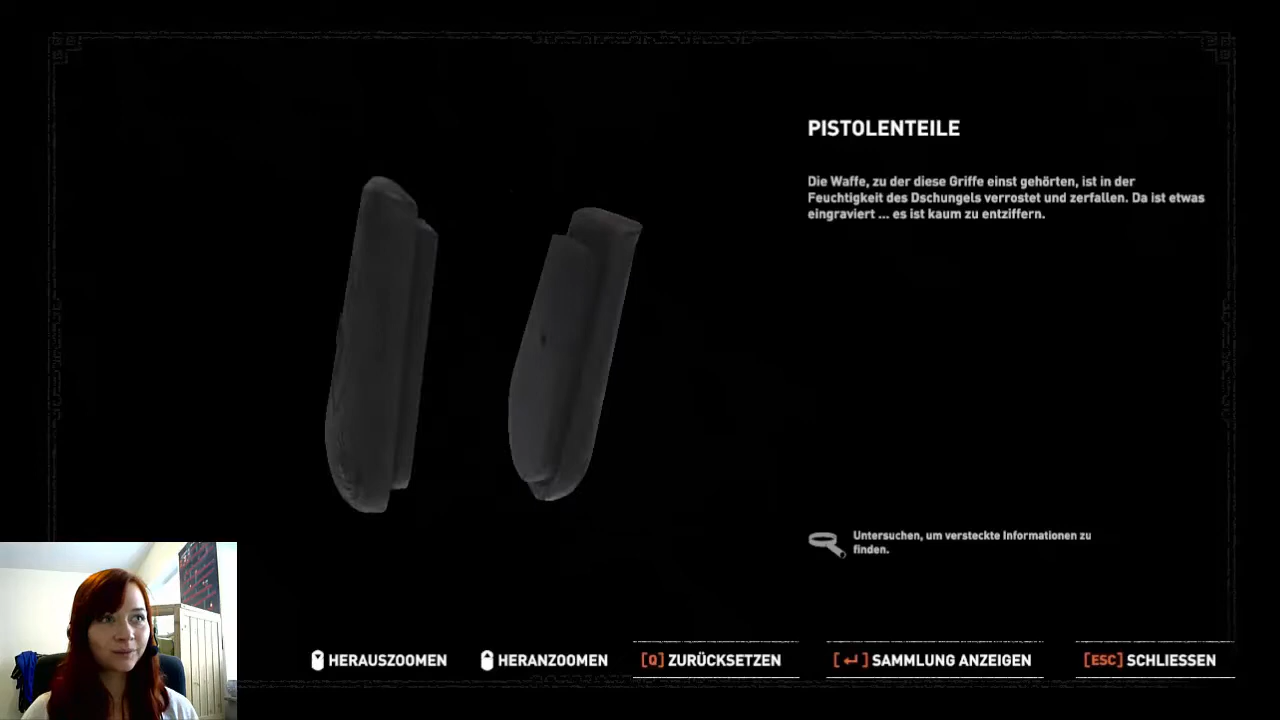 PISTOLENTEILE
Die Waffe, zu der diese Griffe einst gehörten, ist in der
Feuchtigkeit des Dschungels verrostet und zerfallen. Da ist etwas
eingraviert ... es ist kaum zu entziffern.
Untersuchen, um versteckte Informationen zu
finden.
HERAUSZOOMEN HERANZOOMEN [Q] ZURÜCKSETZEN [↵] SAMMLUNG ANZEIGEN [ESC] SCHLIESSEN